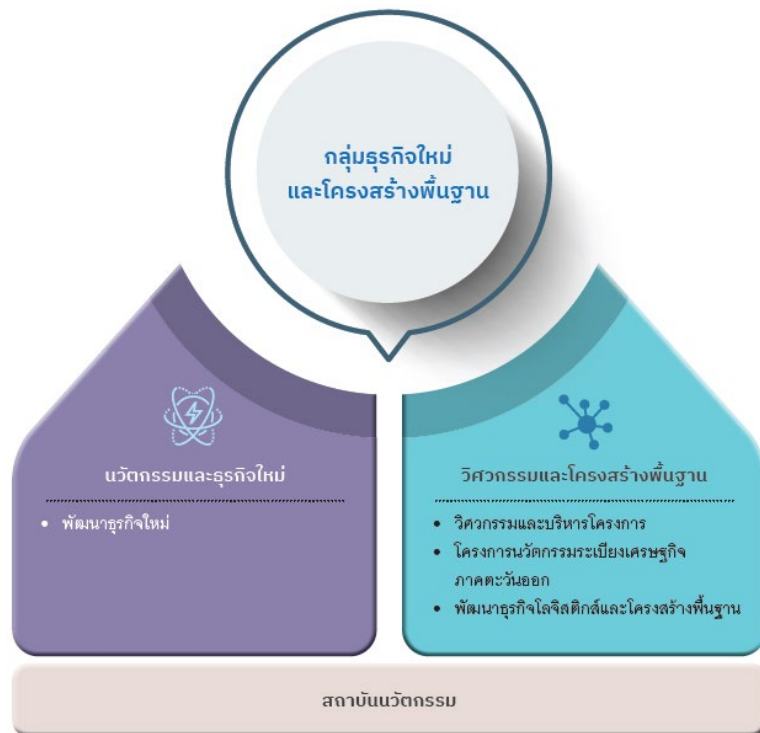 กลุ่มธุรกิจใหม่
และโครงสร้างพื้นฐาน
นวัตกรรมและธุรกิจใหม่
• พัฒนาธุรกิจใหม่
วิศวกรรมและโครงสร้างพื้นฐาน
• วิศวกรรมและบริหารโครงการ
• โครงการนวัตกรรมระเบียงเศรษฐกิจ
ภาคตะวันออก
• พัฒนาธุรกิจโลจิสติกส์และโครงสร้างพื้นฐาน
สถาบันนวัตกรรม